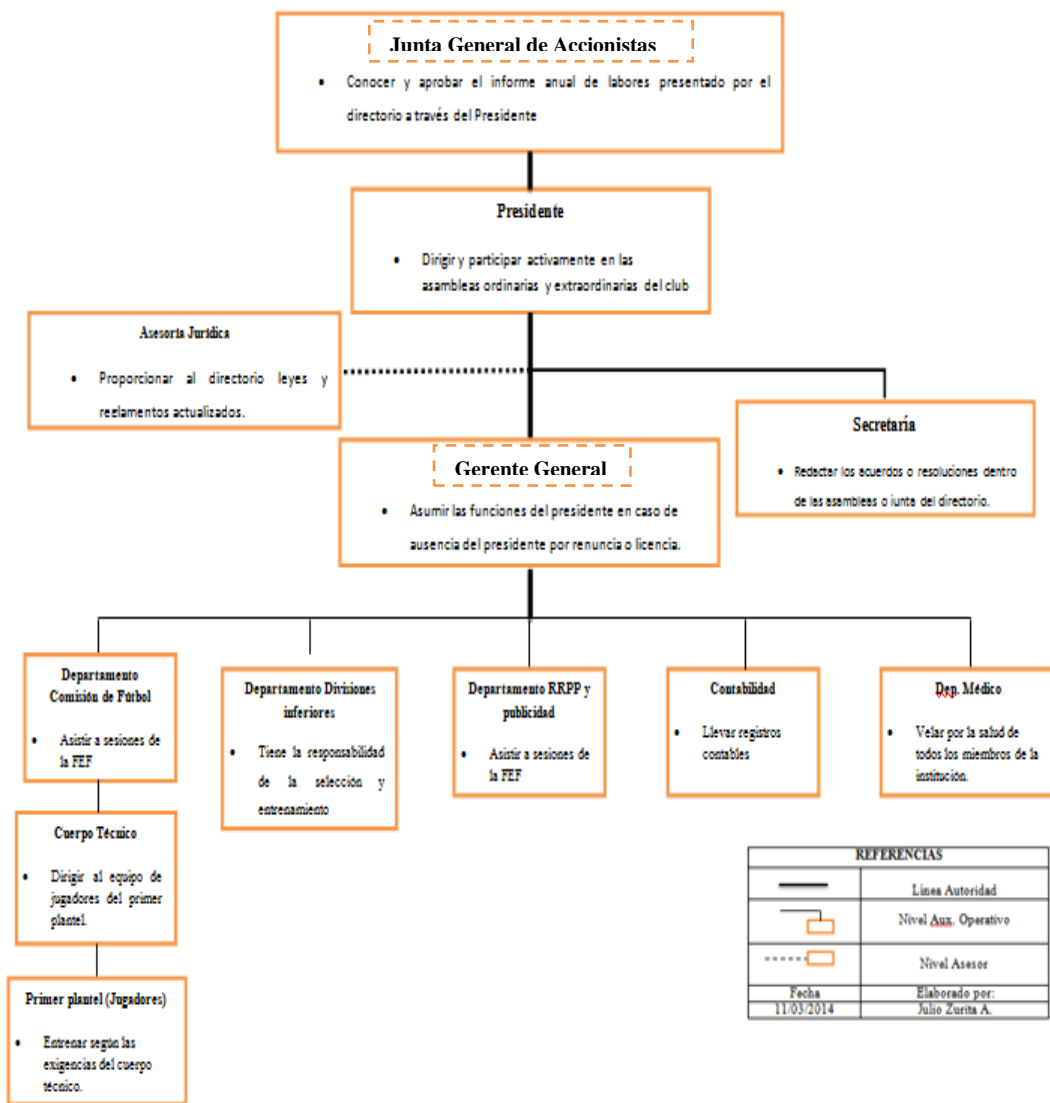 Junta General de Accionistas
• Conocer y aprobar el informe anual de labores presentado por el
directorio a través del Presidente
Presidente
• Dirigir y participar activamente en las
asambleas ordinarias y extraordinarias del club
Asesoría Jurídica
• Proporcionar al directorio leyes y
reglamentos actualizados.
Secretaría
• Redactar los acuerdos o resoluciones dentro
de las asambleas o junta del directorio.
Gerente General
• Asumir las funciones del presidente en caso de
ausencia del presidente por renuncia o licencia.
Departamento
Comisión de Fútbol
• Asistir a sesiones de
la FEF
Departamento Divisiones
inferiores
• Tiene la responsabilidad
de la selección y
entrenamiento
Departamento RRPP y
publicidad
• Asistir a sesiones de
la FEF
Contabilidad
• Llevar registros
contables
Dep. Médico
• Velar por la salud de
todos los miembros de la
institución.
Cuerpo Técnico
• Dirigir al equipo de
jugadores del primer
plantel.
Primer plantel (Jugadores)
• Entrenar según las
exigencias del cuerpo
técnico.
REFERENCIAS
Linea Autoridad
Nivel Aux. Operativo
Nivel Asesor
Fecha Elaborado por:
11/03/2014 Julio Zurita A.